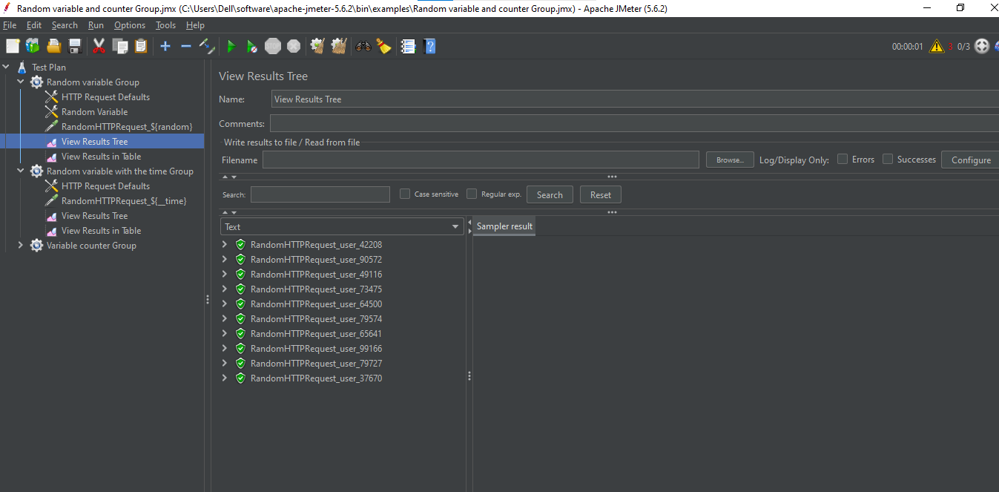 Random variable and counter Group.jmx (C:\Users\Dell\software\apache-jmeter-5.6.2\bin\examples\Random variable and counter Group.jmx) - Apache JMeter (5.6.2)
File Edit Search Run Options Tools Help
STOP ? 00:00:01 3 0/3
Test Plan
Random variable Group
HTTP Request Defaults
Random Variable
RandomHTTPRequest_${random}
View Results Tree
View Results in Table
Random variable with the time Group
HTTP Request Defaults
RandomHTTPRequest_${__time}
View Results Tree
View Results in Table
Variable counter Group
View Results Tree
Name: View Results Tree
Comments:
Write results to file / Read from file
Filename Browse... Log/Display Only: Errors Successes Configure
Search: Case sensitive Regular exp. Search Reset
Text
RandomHTTPRequest_user_42208
RandomHTTPRequest_user_90572
RandomHTTPRequest_user_49116
RandomHTTPRequest_user_73475
RandomHTTPRequest_user_64500
RandomHTTPRequest_user_79574
RandomHTTPRequest_user_65641
RandomHTTPRequest_user_99166
RandomHTTPRequest_user_79727
RandomHTTPRequest_user_37670
Sampler result